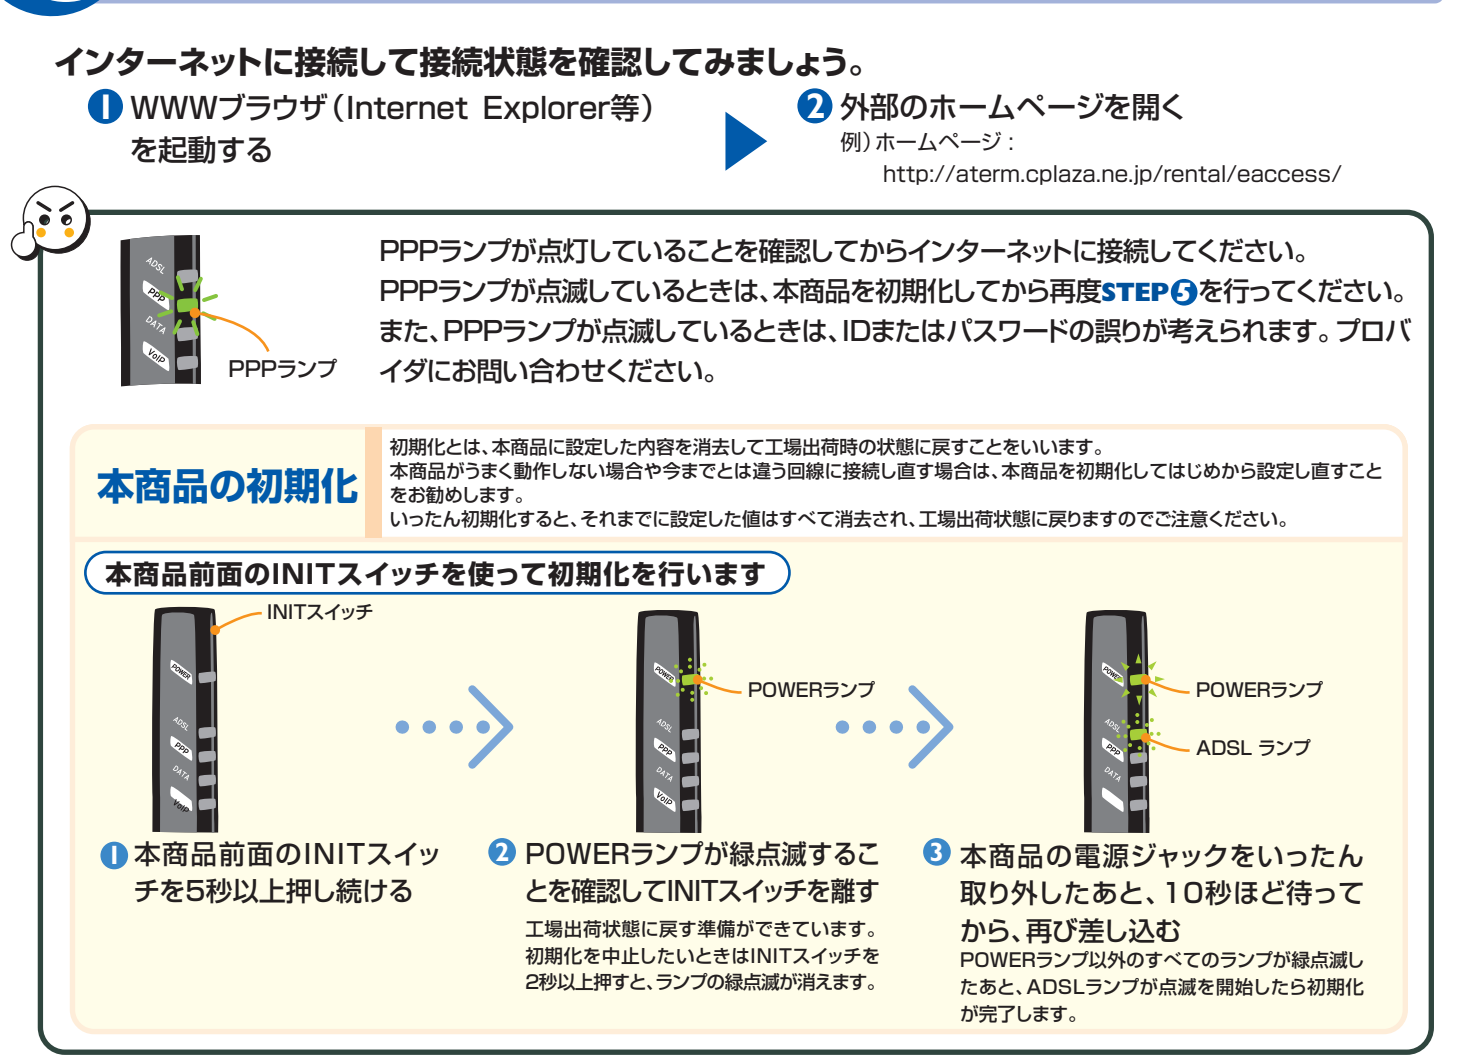 インターネットに接続して接続状態を確認してみましょう。
❶ WWWブラウザ(Internet Explorer等)
を起動する
❷ 外部のホームページを開く
例)ホームページ:
http://aterm.cplaza.ne.jp/rental/eaccess/
ADSL
PPP
DATA
VoIP
PPPランプ
PPPランプが点灯していることを確認してからインターネットに接続してください。
PPPランプが点滅しているときは、本商品を初期化してから再度STEP❺を行ってください。
また、PPPランプが点滅しているときは、IDまたはパスワードの誤りが考えられます。プロバ
イダにお問い合わせください。
本商品の初期化
初期化とは、本商品に設定した内容を消去して工場出荷時の状態に戻すことをいいます。
本商品がうまく動作しない場合や今までとは違う回線に接続し直す場合は、本商品を初期化してはじめから設定し直すこと
をお勧めします。
いったん初期化すると、それまでに設定した値はすべて消去され、工場出荷状態に戻りますのでご注意ください。
本商品前面のINITスイッチを使って初期化を行います
INITスイッチ
POWER
ADSL
PPP
DATA
VoIP
POWER
ADSL
PPP
DATA
VoIP
POWERランプ
POWER
ADSL
PPP
DATA
POWERランプ
ADSL ランプ
❶ 本商品前面のINITスイッ
チを5秒以上押し続ける
❷ POWERランプが緑点滅するこ
とを確認してINITスイッチを離す
工場出荷状態に戻す準備ができています。
初期化を中止したいときはINITスイッチを
2秒以上押すと、ランプの緑点滅が消えます。
❸ 本商品の電源ジャックをいったん
取り外したあと、10秒ほど待って
から、再び差し込む
POWERランプ以外のすべてのランプが緑点滅し
たあと、ADSLランプが点滅を開始したら初期化
が完了します。